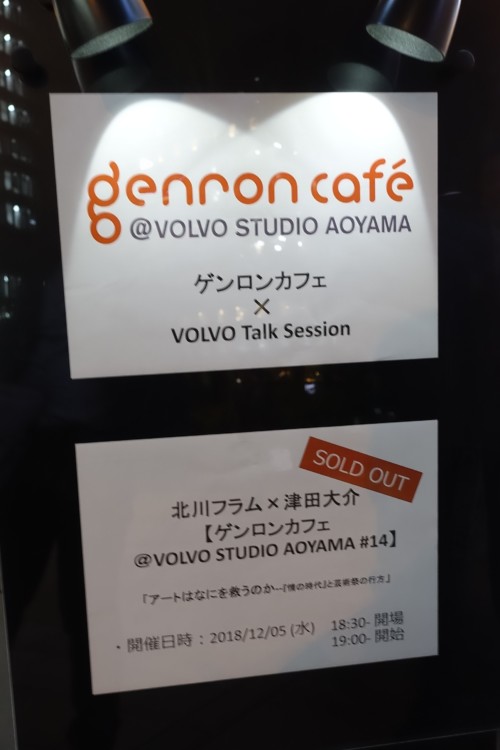 genron café
@VOLVO STUDIO AOYAMA
ゲンロンカフェ
×
VOLVO Talk Session
SOLD OUT
北川フラム×津田大介
【ゲンロンカフェ
@VOLVO STUDIO AOYAMA #14】
「アートはなにを救うのか--『情の時代』と芸術祭の行方」
・開催日時：2018/12/05 (水) 18:30- 開場
19:00- 開始